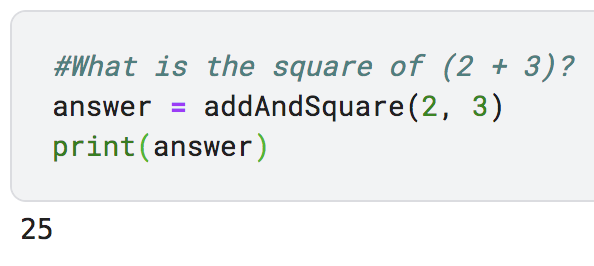 #What is the square of (2 + 3)?
answer = addAndSquare(2, 3)
print(answer)
25